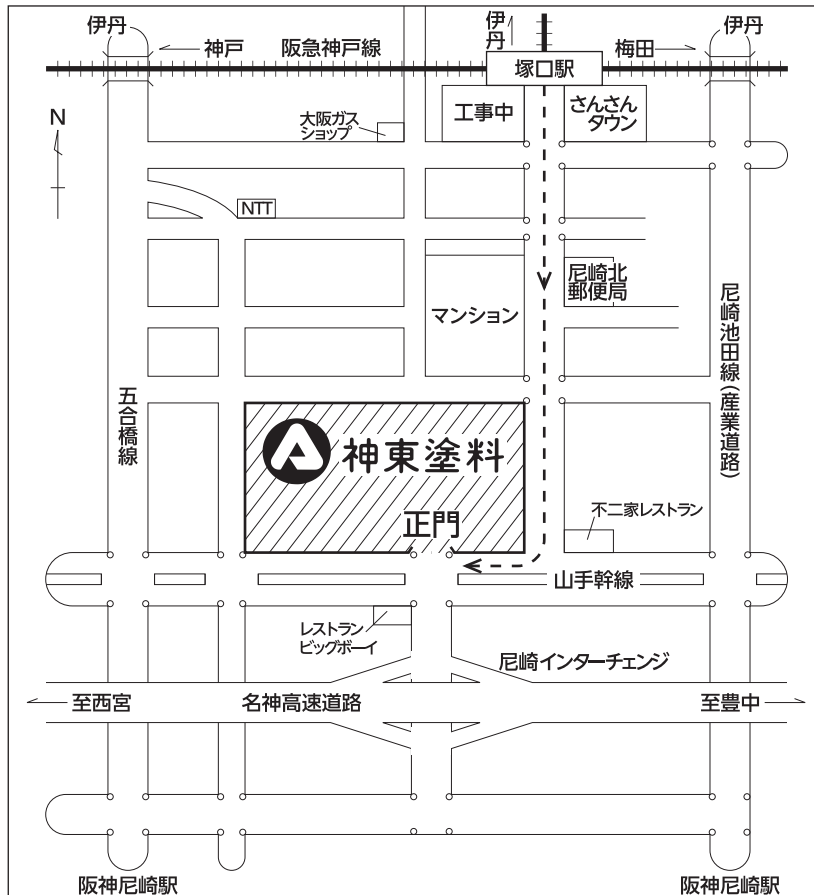 伊丹
伊丹
伊丹
神戸
阪急神戸線
梅田
塚口駅
工事中
さんさん
タウン
大阪ガス
ショップ
N
NTT
尼崎北
郵便局
マンション
尼崎池田線(産業道路)
五合橋線
神東塗料
正門
不二家レストラン
山手幹線
レストラン
ビッグボーイ
尼崎インターチェンジ
至西宮
名神高速道路
至豊中
阪神尼崎駅
阪神尼崎駅